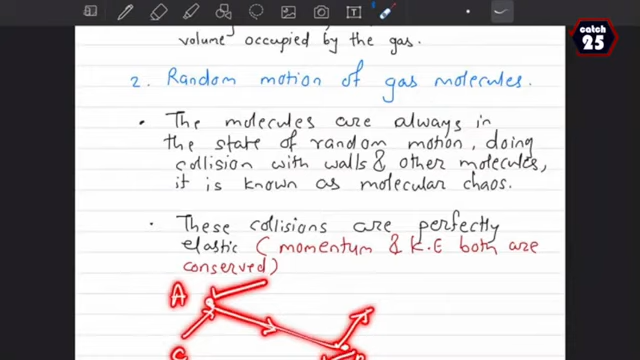 catch
25
volume occupied by the gas.
2. Random motion of gas molecules.
• The molecules are always in
the state of random motion, doing
collision with walls & other molecules,
it is known as molecular chaos.
• These collisions are perfectly
elastic (momentum & K.E both are
conserved)
A
C